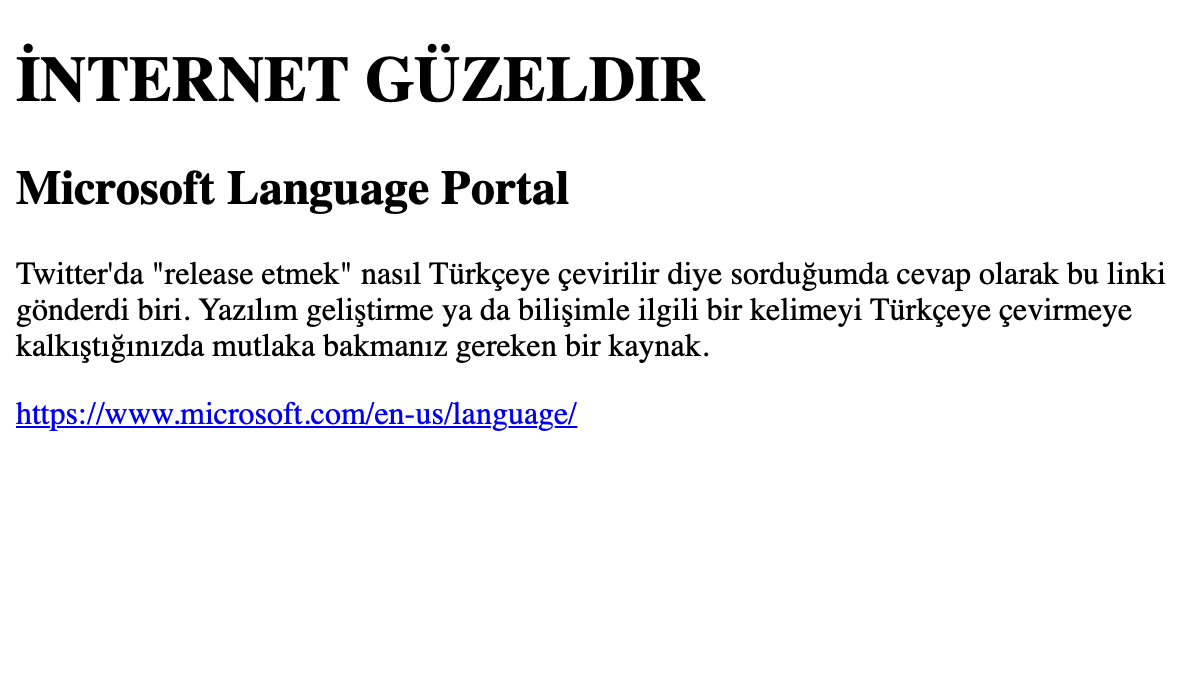 İNTERNET GÜZELDIR
Microsoft Language Portal
Twitter'da "release etmek" nasıl Türkçeye çevirilir diye sorduğumda cevap olarak bu linki
gönderdi biri. Yazılım geliştirme ya da bilişimle ilgili bir kelimeyi Türkçeye çevirmeye
kalkıştığınızda mutlaka bakmanız gereken bir kaynak.
https://www.microsoft.com/en-us/language/